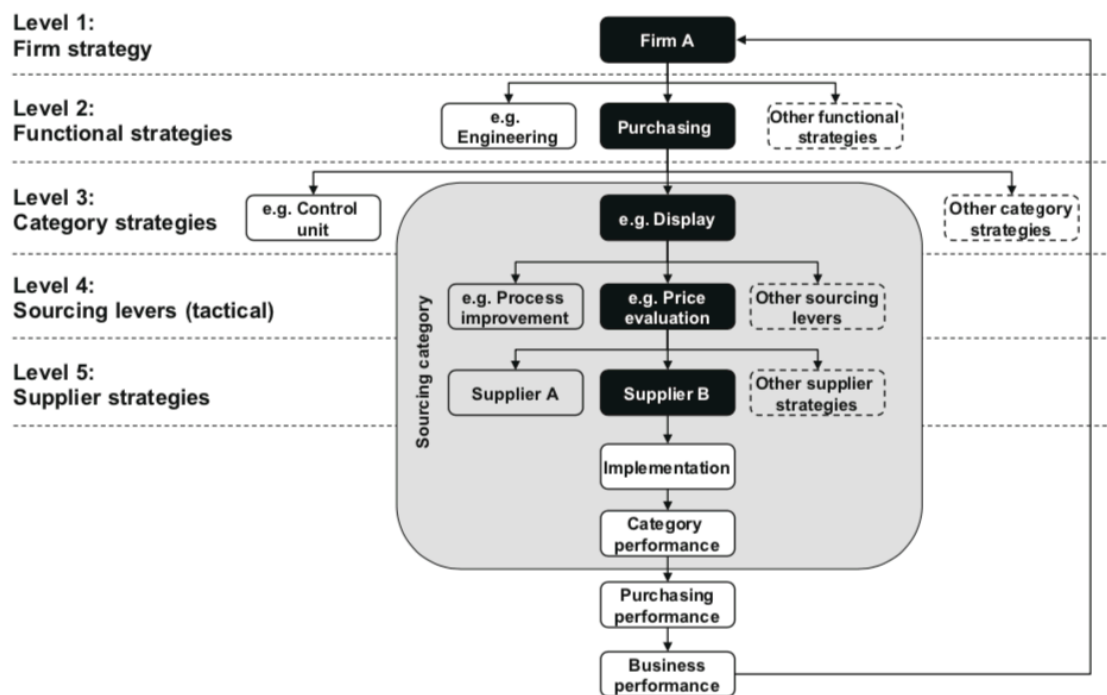 Level 1:
Firm strategy
Firm A
Level 2:
Functional strategies
e.g.
Engineering
Purchasing
Other functional
strategies
Level 3:
Category strategies
e.g. Control
unit
e.g. Display
Other category
strategies
Level 4:
Sourcing levers (tactical)
e.g. Process
improvement
e.g. Price
evaluation
Other sourcing
levers
Level 5:
Supplier strategies
Supplier A
Supplier B
Other supplier
strategies
Sourcing category
Implementation
Category
performance
Purchasing
performance
Business
performance